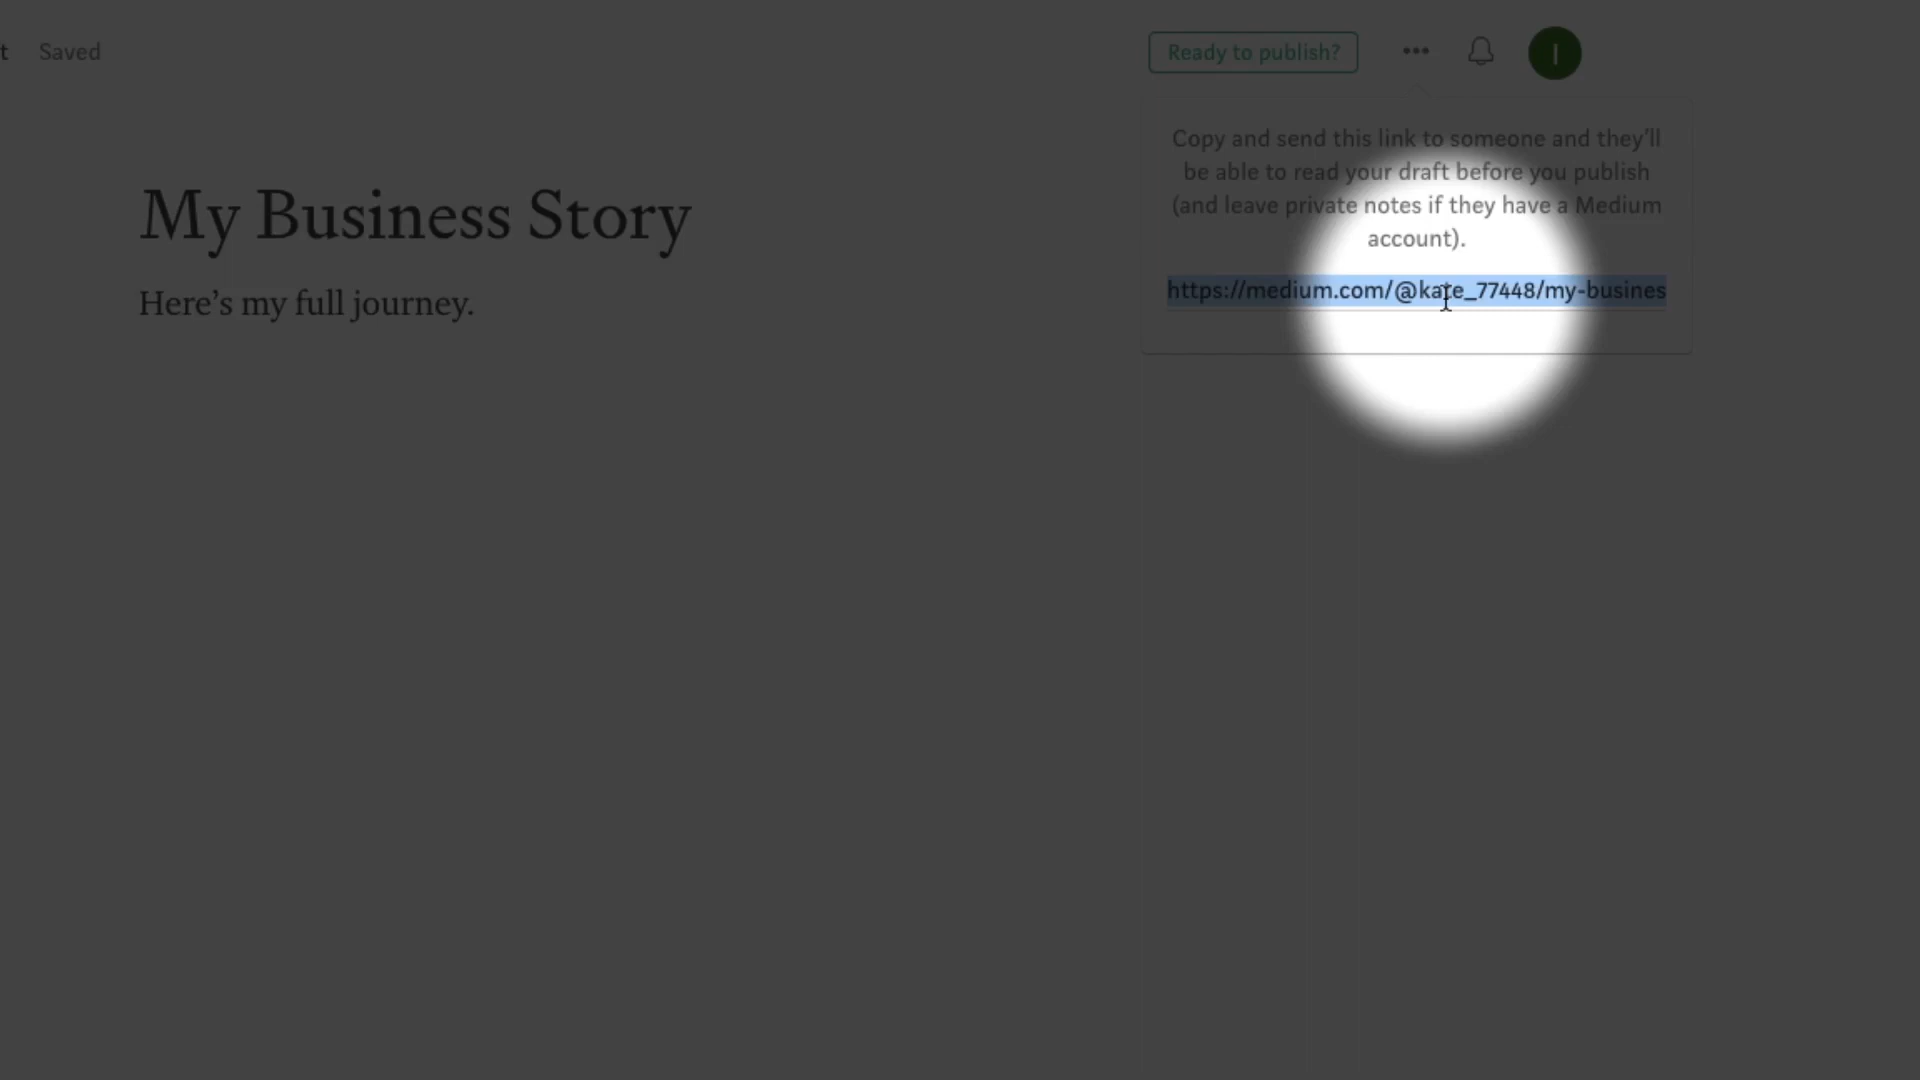 t Saved Ready to publish? I
Copy and send this link to someone and they'll
be able to read your draft before you publish
(and leave private notes if they have a Medium
account).
https://medium.com/@kate_77448/my-busines
My Business Story
Here's my full journey.